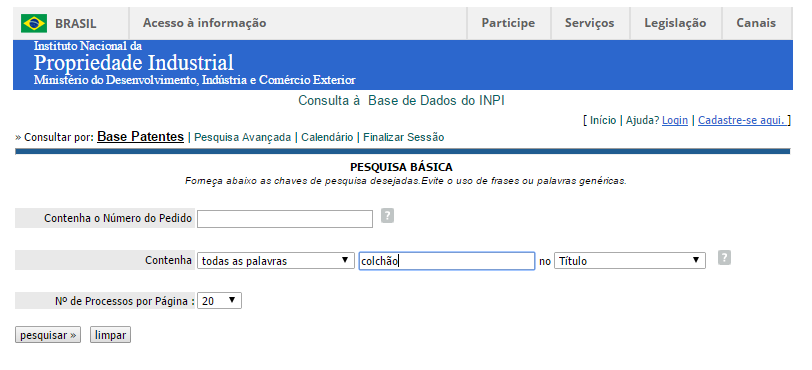 BRASIL Acesso à informação Participe Serviços Legislação Canais
Instituto Nacional da
Propriedade Industrial
Ministério do Desenvolvimento, Indústria e Comércio Exterior
Consulta à Base de Dados do INPI
[ Início | Ajuda? Login | Cadastre-se aqui. ]
» Consultar por: Base Patentes | Pesquisa Avançada | Calendário | Finalizar Sessão
PESQUISA BÁSICA
Forneça abaixo as chaves de pesquisa desejadas.Evite o uso de frases ou palavras genéricas.
Contenha o Número do Pedido ?
Contenha todas as palavras colchão no Título ?
Nº de Processos por Página : 20
pesquisar » limpar